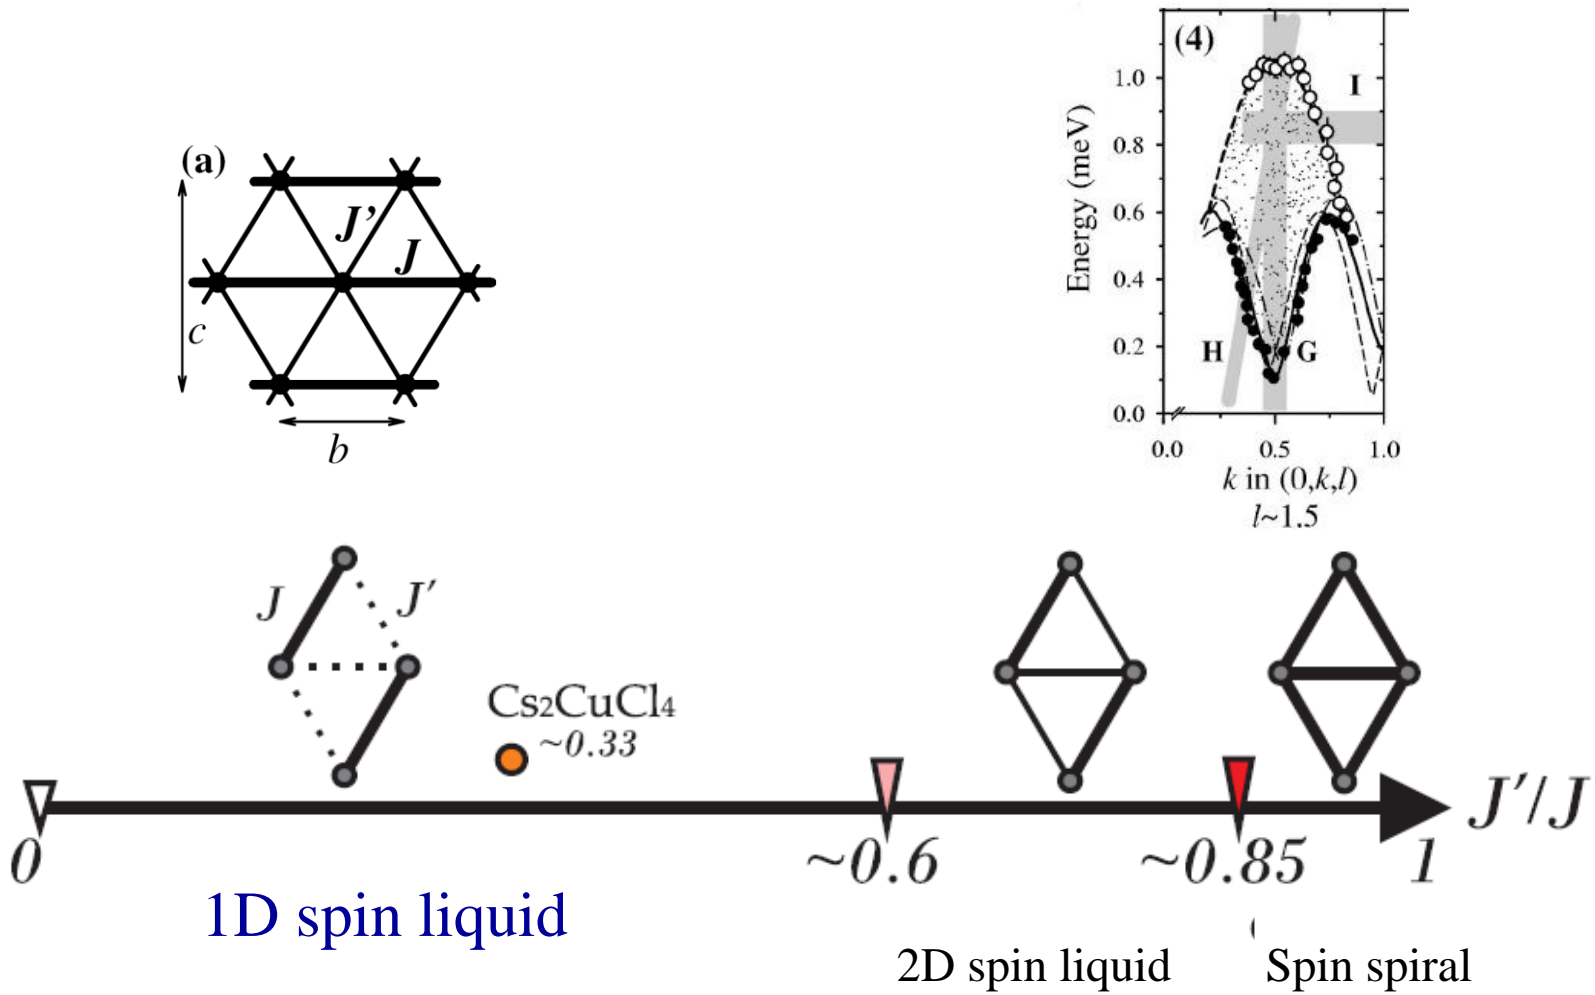 (a)
J'
J
c
b
(4)
I
H
G
Energy (meV)
1.0
0.8
0.6
0.4
0.2
0.0
0.0 0.5 1.0
k in (0,k,l)
l~1.5
J
J′
Cs₂CuCl₄
~0.33
J′/J
0
~0.6
~0.85
1
1D spin liquid
2D spin liquid
Spin spiral